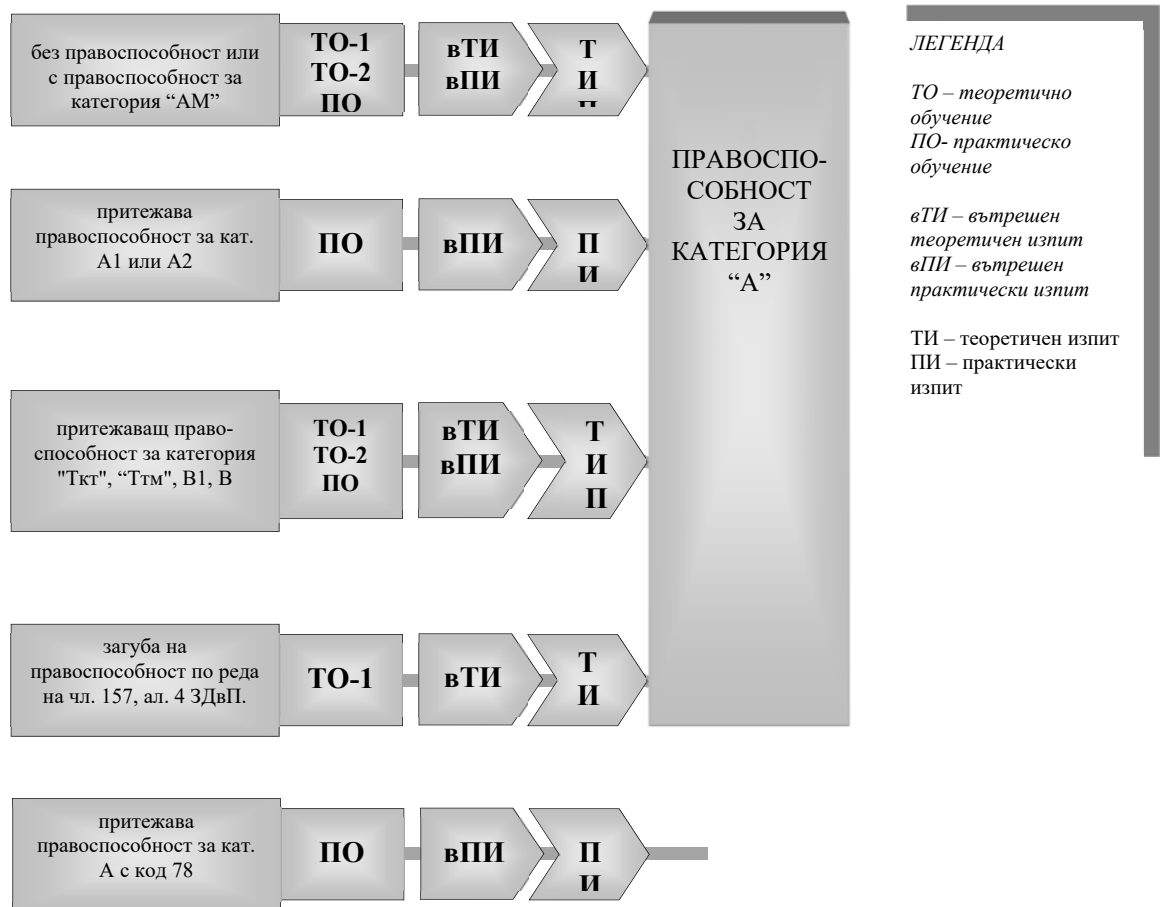 без правоспособност или
с правоспособност за
категория “АМ”
ТО-1
ТО-2
ПО
вТИ
вПИ
Т
И
П
притежава
правоспособност за кат.
А1 или А2
ПО
вПИ
П
И
притежаващ право-
способност за категория
"Ткт", “Ттм", В1, В
ТО-1
ТО-2
ПО
вТИ
вПИ
Т
И
П
загуба на
правоспособност по реда
на чл. 157, ал. 4 ЗДвП.
ТО-1
вТИ
Т
И
притежава
правоспособност за кат.
А с код 78
ПО
вПИ
П
И
ПРАВОСПО-
СОБНОСТ
ЗА
КАТЕГОРИЯ
“А”
ЛЕГЕНДА
ТО – теоретично
обучение
ПО- практическо
обучение
вТИ – вътрешен
теоретичен изпит
вПИ – вътрешен
практически изпит
ТИ – теоретичен изпит
ПИ – практически
изпит